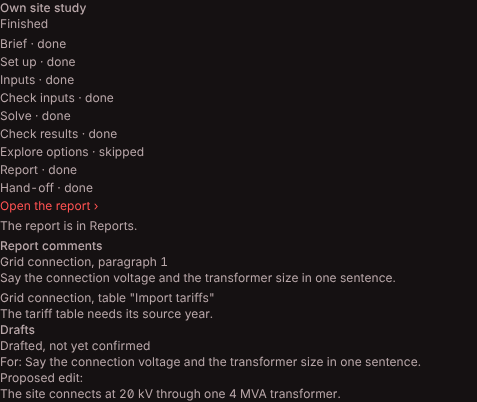 Own site study
Finished
Brief · done
Set up · done
Inputs · done
Check inputs · done
Solve · done
Check results · done
Explore options · skipped
Report · done
Hand-off · done
Open the report ›
The report is in Reports.
Report comments
Grid connection, paragraph 1
Say the connection voltage and the transformer size in one sentence.
Grid connection, table "Import tariffs"
The tariff table needs its source year.
Drafts
Drafted, not yet confirmed
For: Say the connection voltage and the transformer size in one sentence.
Proposed edit:
The site connects at 20 kV through one 4 MVA transformer.